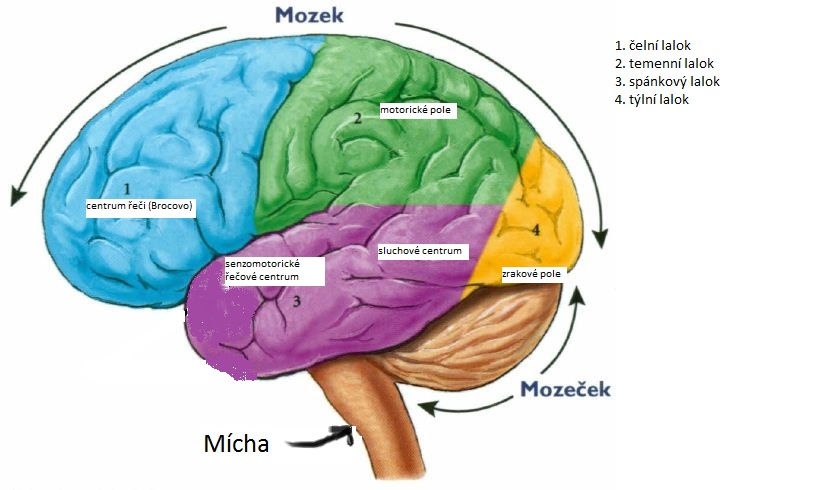 Mozek
1. čelní lalok
2. temenní lalok
3. spánkový lalok
4. týlní lalok
2
motorické pole
1
centrum řeči (Brocovo)
4
sluchové centrum
senzomotorické
řečové centrum
zrakové pole
3
Mozeček
Mícha